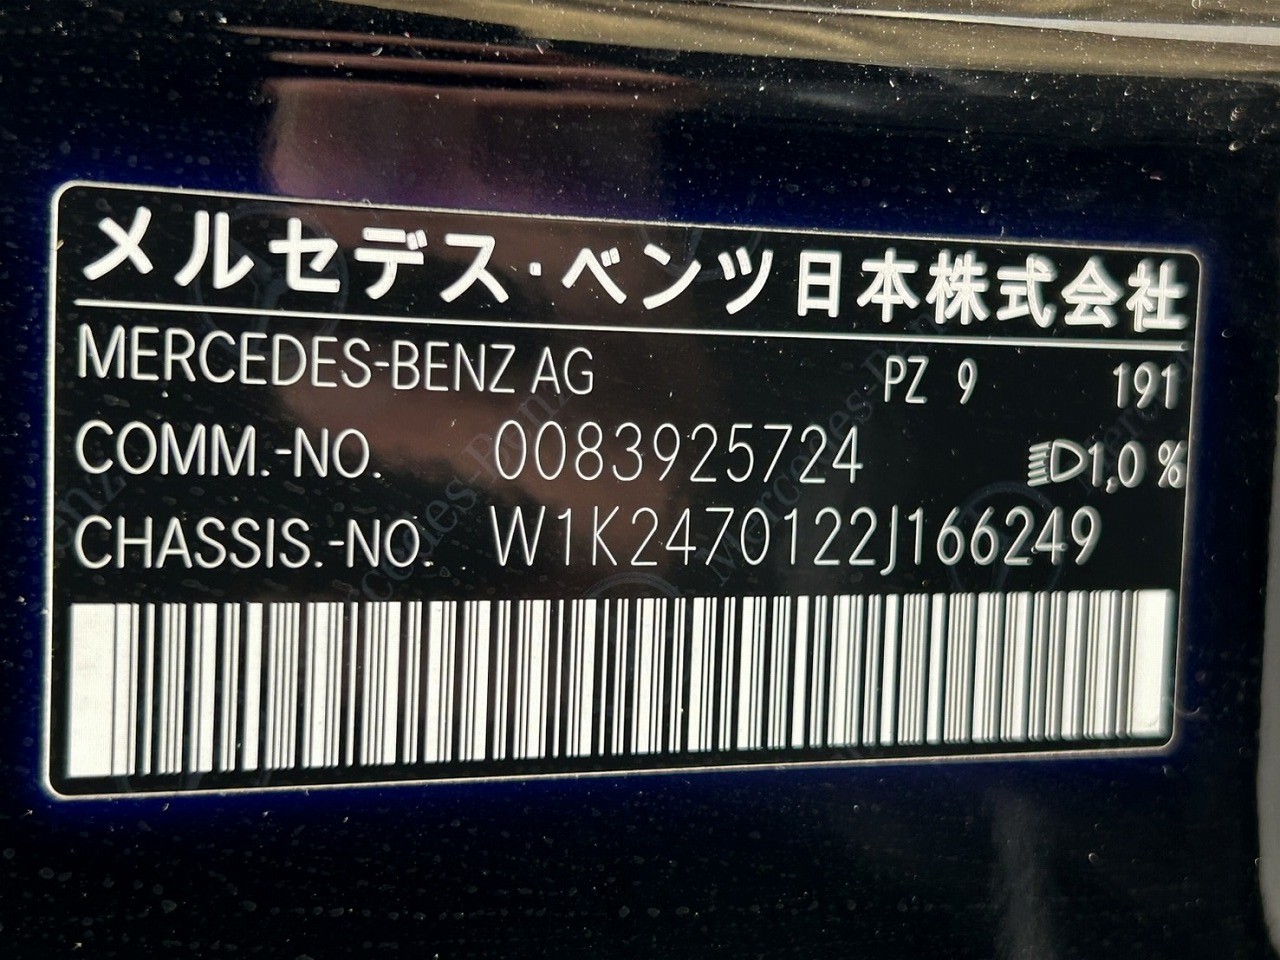 メルセデス・ベンツ日本株式会社
MERCEDES-BENZ AG PZ 9 191
COMM.-NO. 0083925724 1,0 %
CHASSIS.-NO. W1K2470122J166249